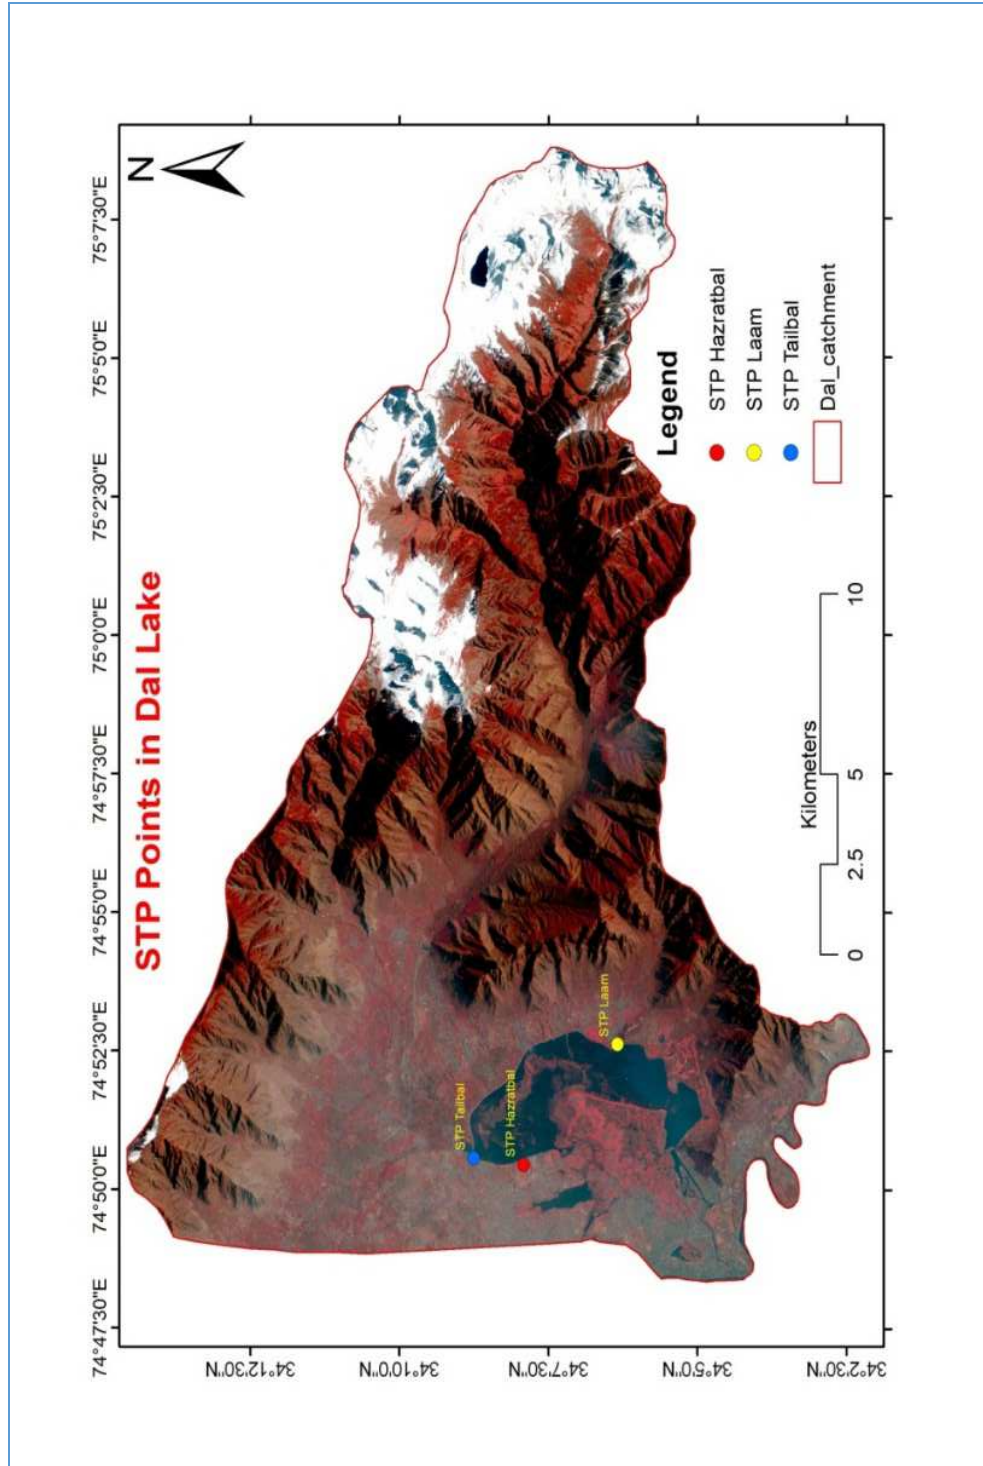 74°47'30"E 74°50'0"E 74°52'30"E 74°55'0"E 74°57'30"E 75°0'0"E 75°2'30"E 75°5'0"E 75°7'30"E
STP Points in Dal Lake
N
34°12'30"N
34°10'0"N
34°7'30"N
34°5'0"N
34°2'30"N
STP Tailbal
STP Hazratbal
STP Laam
Legend
STP Hazratbal
STP Laam
STP Tailbal
Dal_catchment
Kilometers
0 2.5 5 10